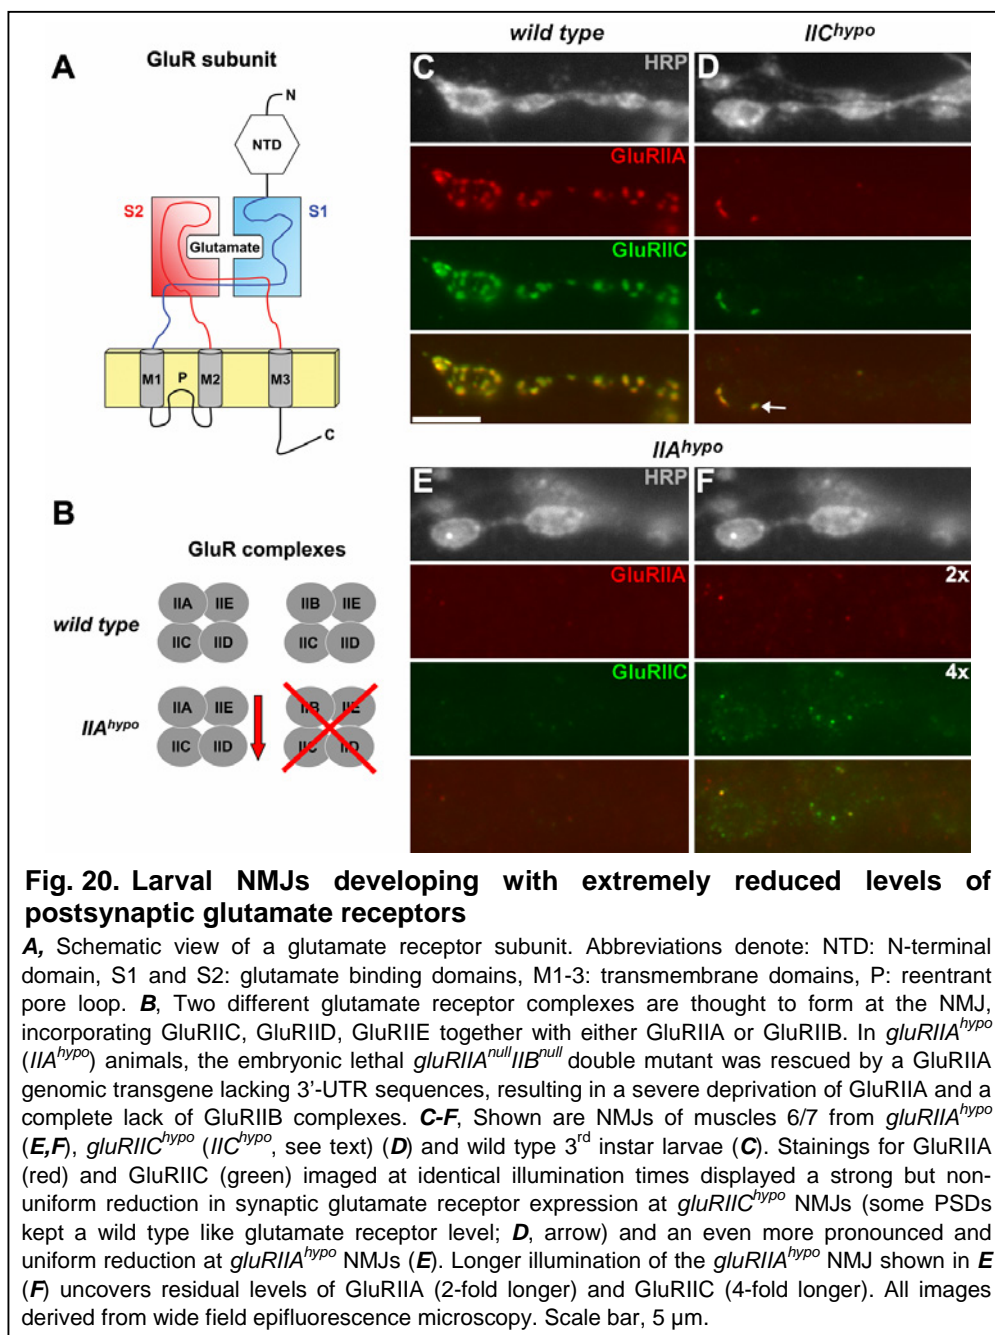 wild type
IIChypo
A
GluR subunit
N
NTD
S2
S1
Glutamate
M1
P
M2
M3
C
C
HRP
D
GluRIIA
GluRIIC
IIAhypo
B
GluR complexes
wild type
IIA IIE
IIC IID
IIB IIE
IIC IID
IIAhypo
IIA IIE
IIC IID
IIB IIE
IIC IID
E
HRP
F
GluRIIA
2x
GluRIIC
4x
Fig. 20. Larval NMJs developing with extremely reduced levels of
postsynaptic glutamate receptors
A, Schematic view of a glutamate receptor subunit. Abbreviations denote: NTD: N-terminal
domain, S1 and S2: glutamate binding domains, M1-3: transmembrane domains, P: reentrant
pore loop. B, Two different glutamate receptor complexes are thought to form at the NMJ,
incorporating GluRIIC, GluRIID, GluRIIE together with either GluRIIA or GluRIIB. In gluRIIAhypo
(IIAhypo) animals, the embryonic lethal gluRIIAnullIIBnull double mutant was rescued by a GluRIIA
genomic transgene lacking 3'-UTR sequences, resulting in a severe deprivation of GluRIIA and a
complete lack of GluRIIB complexes. C-F, Shown are NMJs of muscles 6/7 from gluRIIAhypo
(E,F), gluRIIChypo (IIChypo, see text) (D) and wild type 3rd instar larvae (C). Stainings for GluRIIA
(red) and GluRIIC (green) imaged at identical illumination times displayed a strong but non-
uniform reduction in synaptic glutamate receptor expression at gluRIIChypo NMJs (some PSDs
kept a wild type like glutamate receptor level; D, arrow) and an even more pronounced and
uniform reduction at gluRIIAhypo NMJs (E). Longer illumination of the gluRIIAhypo NMJ shown in E
(F) uncovers residual levels of GluRIIA (2-fold longer) and GluRIIC (4-fold longer). All images
derived from wide field epifluorescence microscopy. Scale bar, 5 µm.